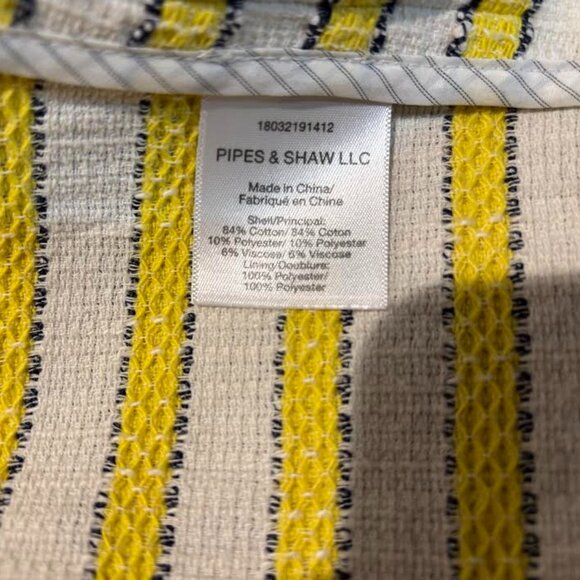 18032191412
PIPES & SHAW LLC
Made in China/
Fabriqué en Chine
Shell/Principal:
84% Cotton/ 84% Coton
10% Polyester/ 10% Polyester
6% Viscose/ 6% Viscose
Lining/Doublure:
100% Polyester/
100% Polyester